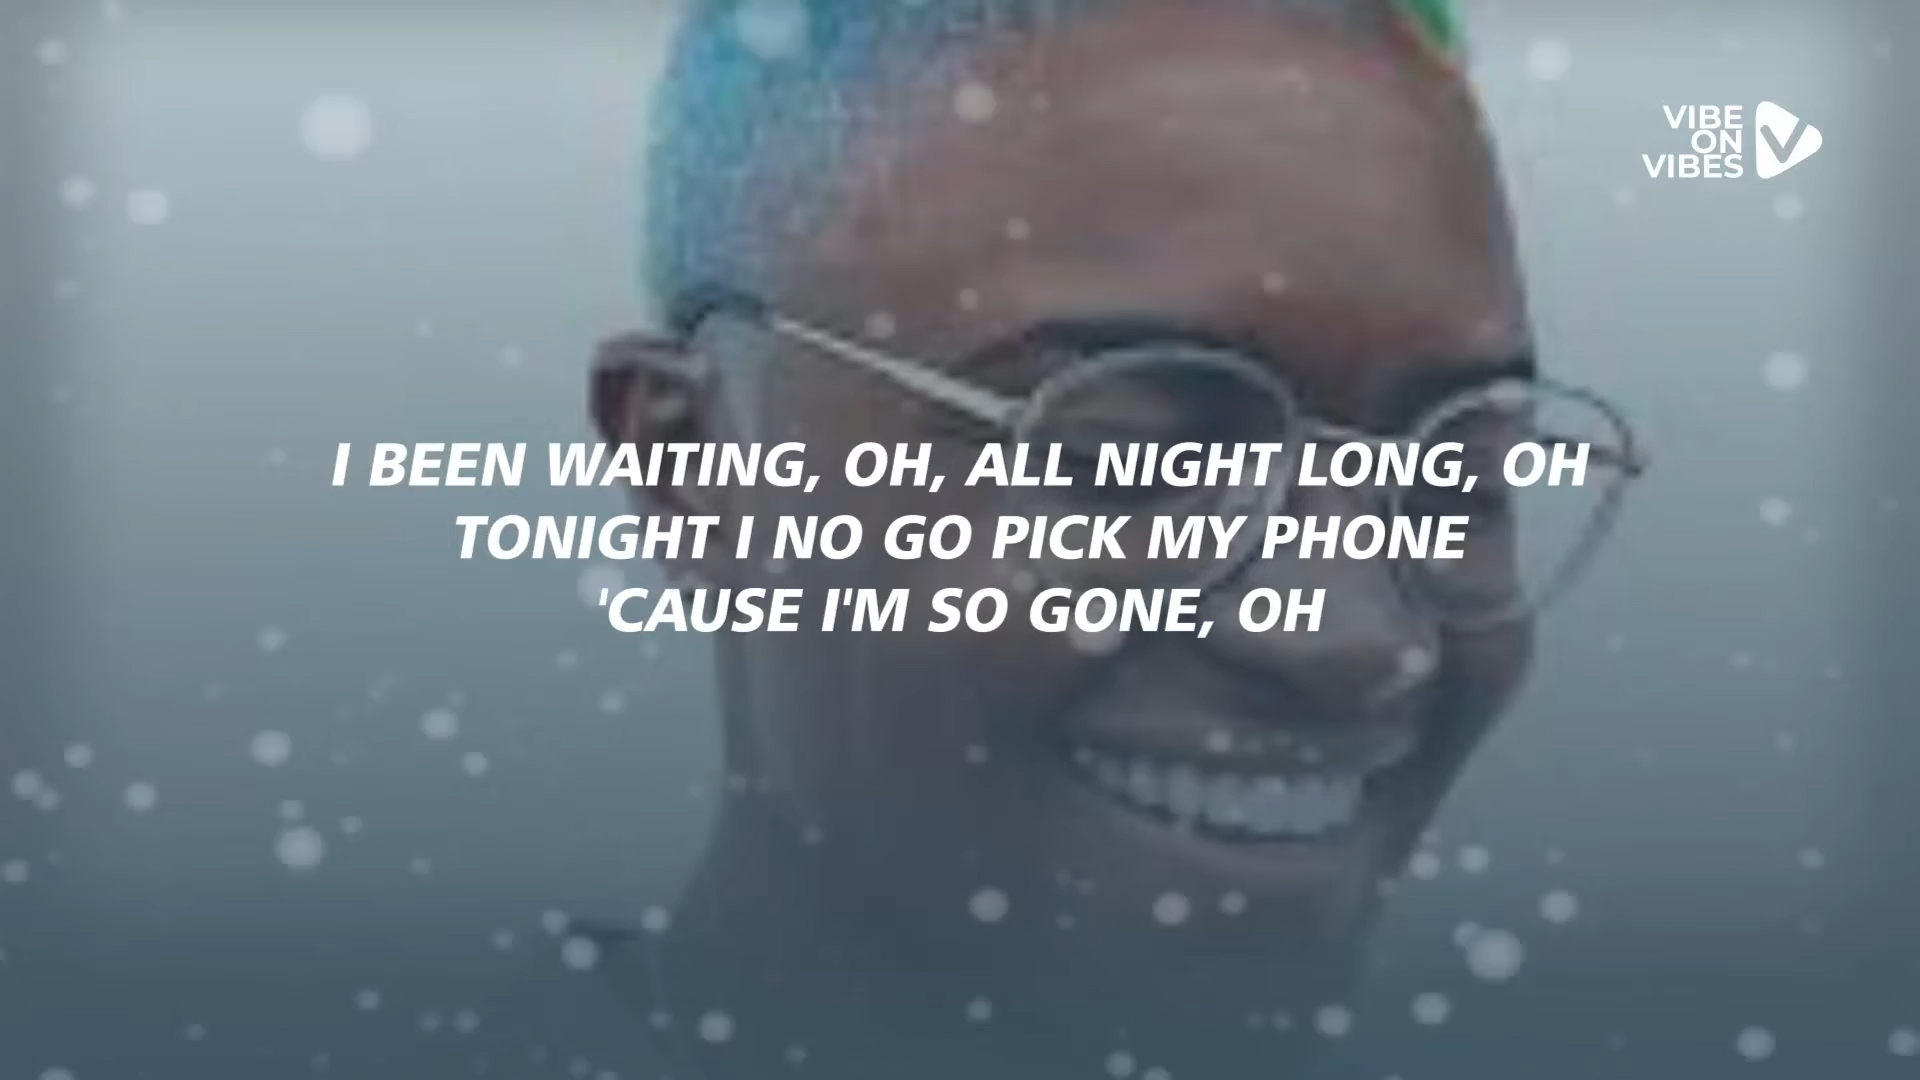 VIBE
ON
VIBES
I BEEN WAITING, OH, ALL NIGHT LONG, OH
TONIGHT I NO GO PICK MY PHONE
'CAUSE I'M SO GONE, OH